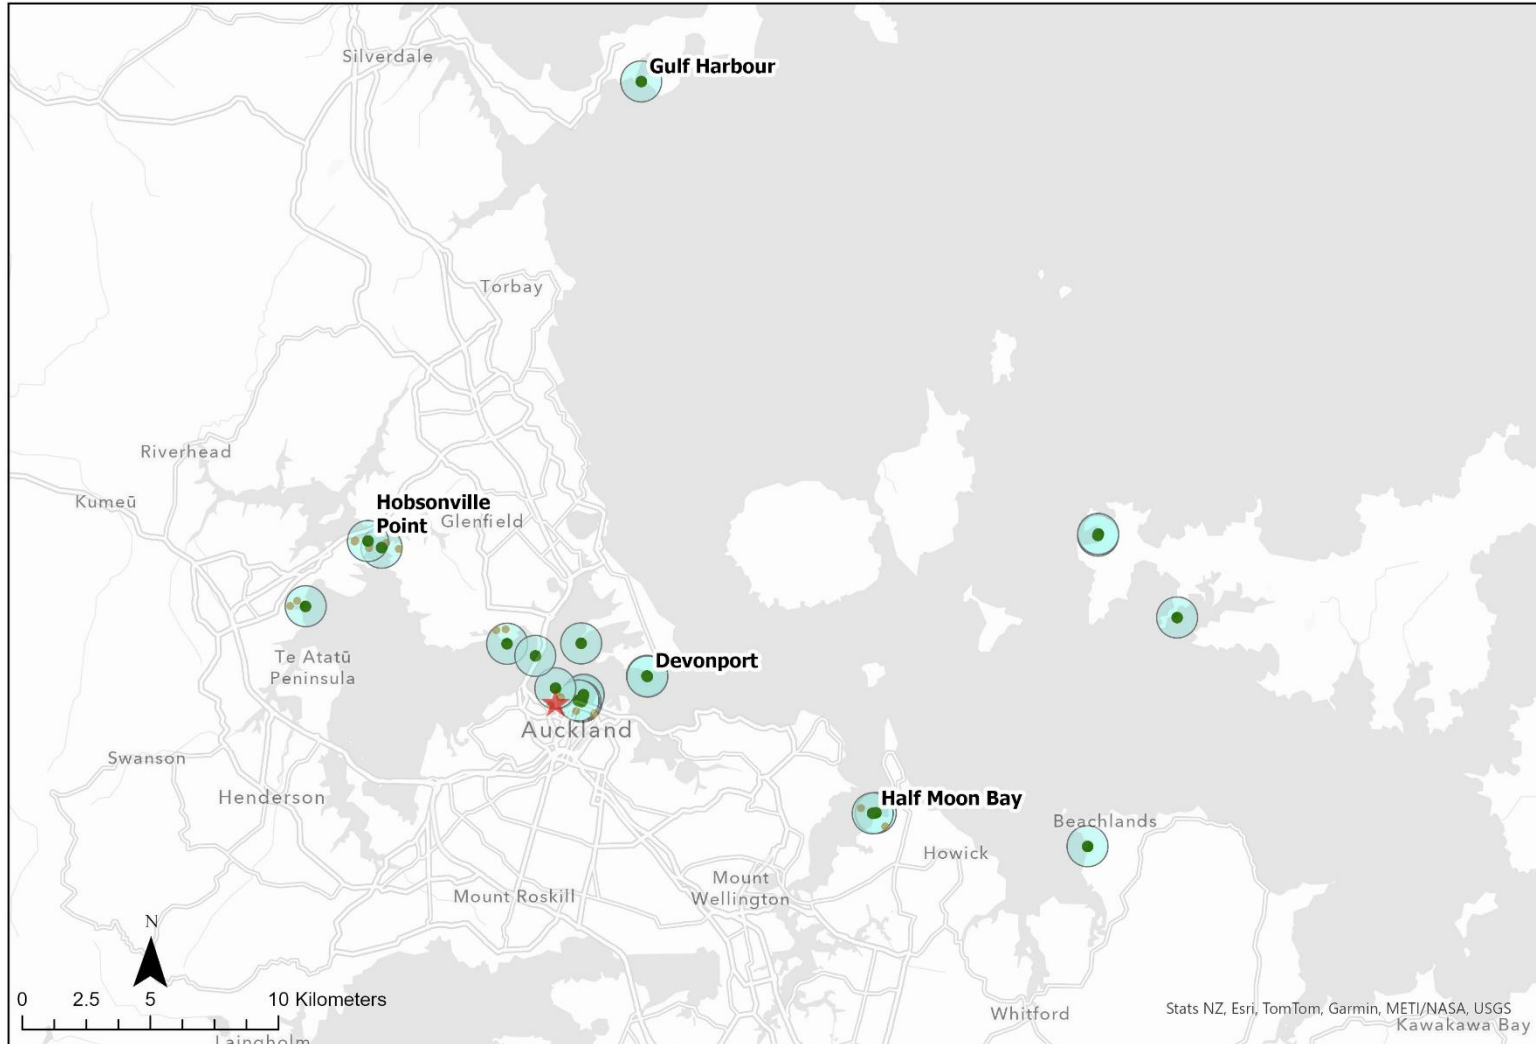 Silverdale
Gulf Harbour
Torbay
Riverhead
Kumeū
Hobsonville
Point
Glenfield
Te Atatū
Peninsula
Devonport
Auckland
Swanson
Henderson
Half Moon Bay
Beachlands
Howick
Mount Roskill
Mount
Wellington
N
0 2.5 5 10 Kilometers
Whitford
Stats NZ, Esri, TomTom, Garmin, METI/NASA, USGS
Kawakawa Bay
Laingholm